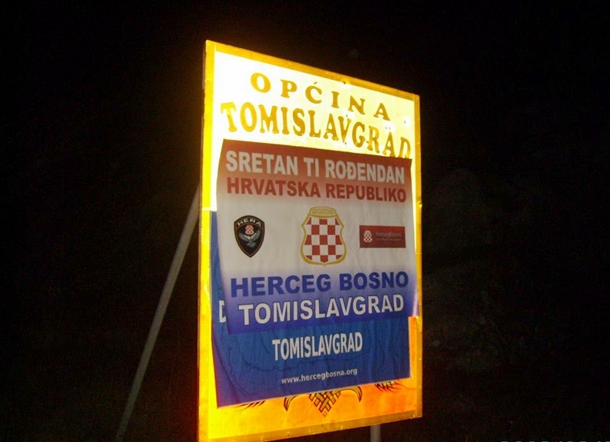 OPĆINA
TOMISLAVGRAD
SRETAN TI ROĐENDAN
HRVATSKA REPUBLIKO
HERCEG BOSNO
TOMISLAVGRAD
D
TOMISLAVGRAD
www.hercegbosna.org